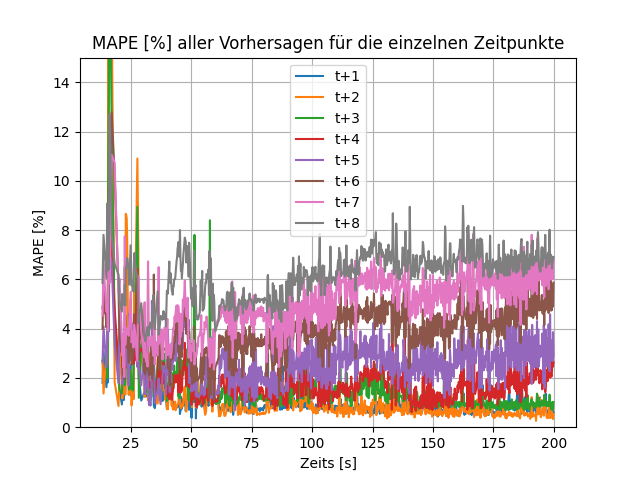 MAPE [%] aller Vorhersagen für die einzelnen Zeitpunkte
t+1
t+2
t+3
t+4
t+5
t+6
t+7
t+8
14
12
10
8
6
4
2
0
MAPE [%]
25
50
75
100
125
150
175
200
Zeits [s]